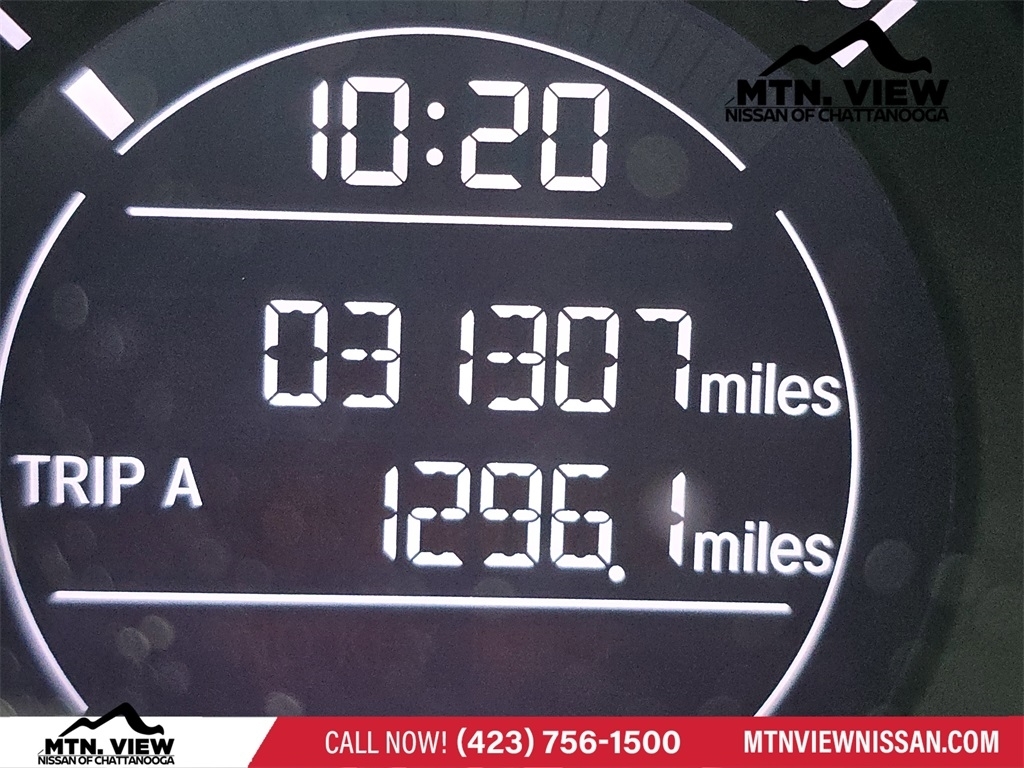 MTN. VIEW
NISSAN OF CHATTANOOGA
10:20
031307 miles
TRIP A 1296.1 miles
MTN. VIEW
NISSAN OF CHATTANOOGA
CALL NOW! (423) 756-1500
MTNVIEWNISSAN.COM